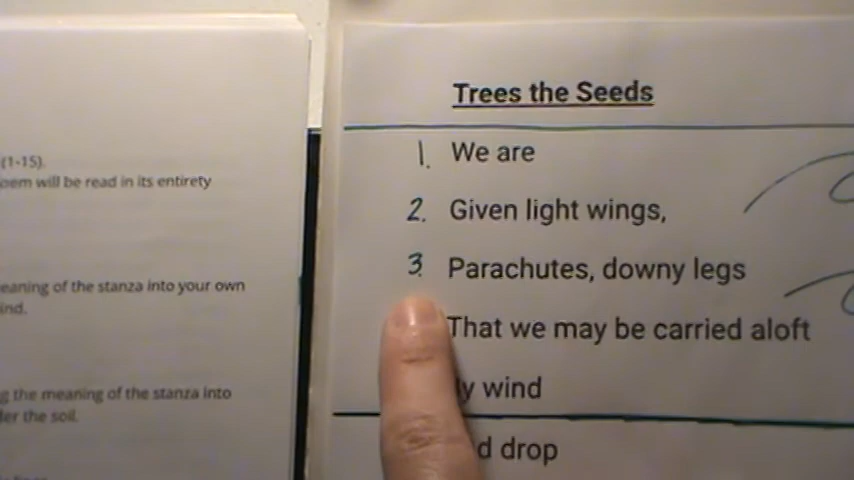 (1-15).
oem will be read in its entirety
eaning of the stanza into your own
ind.
g the meaning of the stanza into
der the soil.
Trees the Seeds
1. We are
2. Given light wings,
3. Parachutes, downy legs
That we may be carried aloft
y wind
d drop